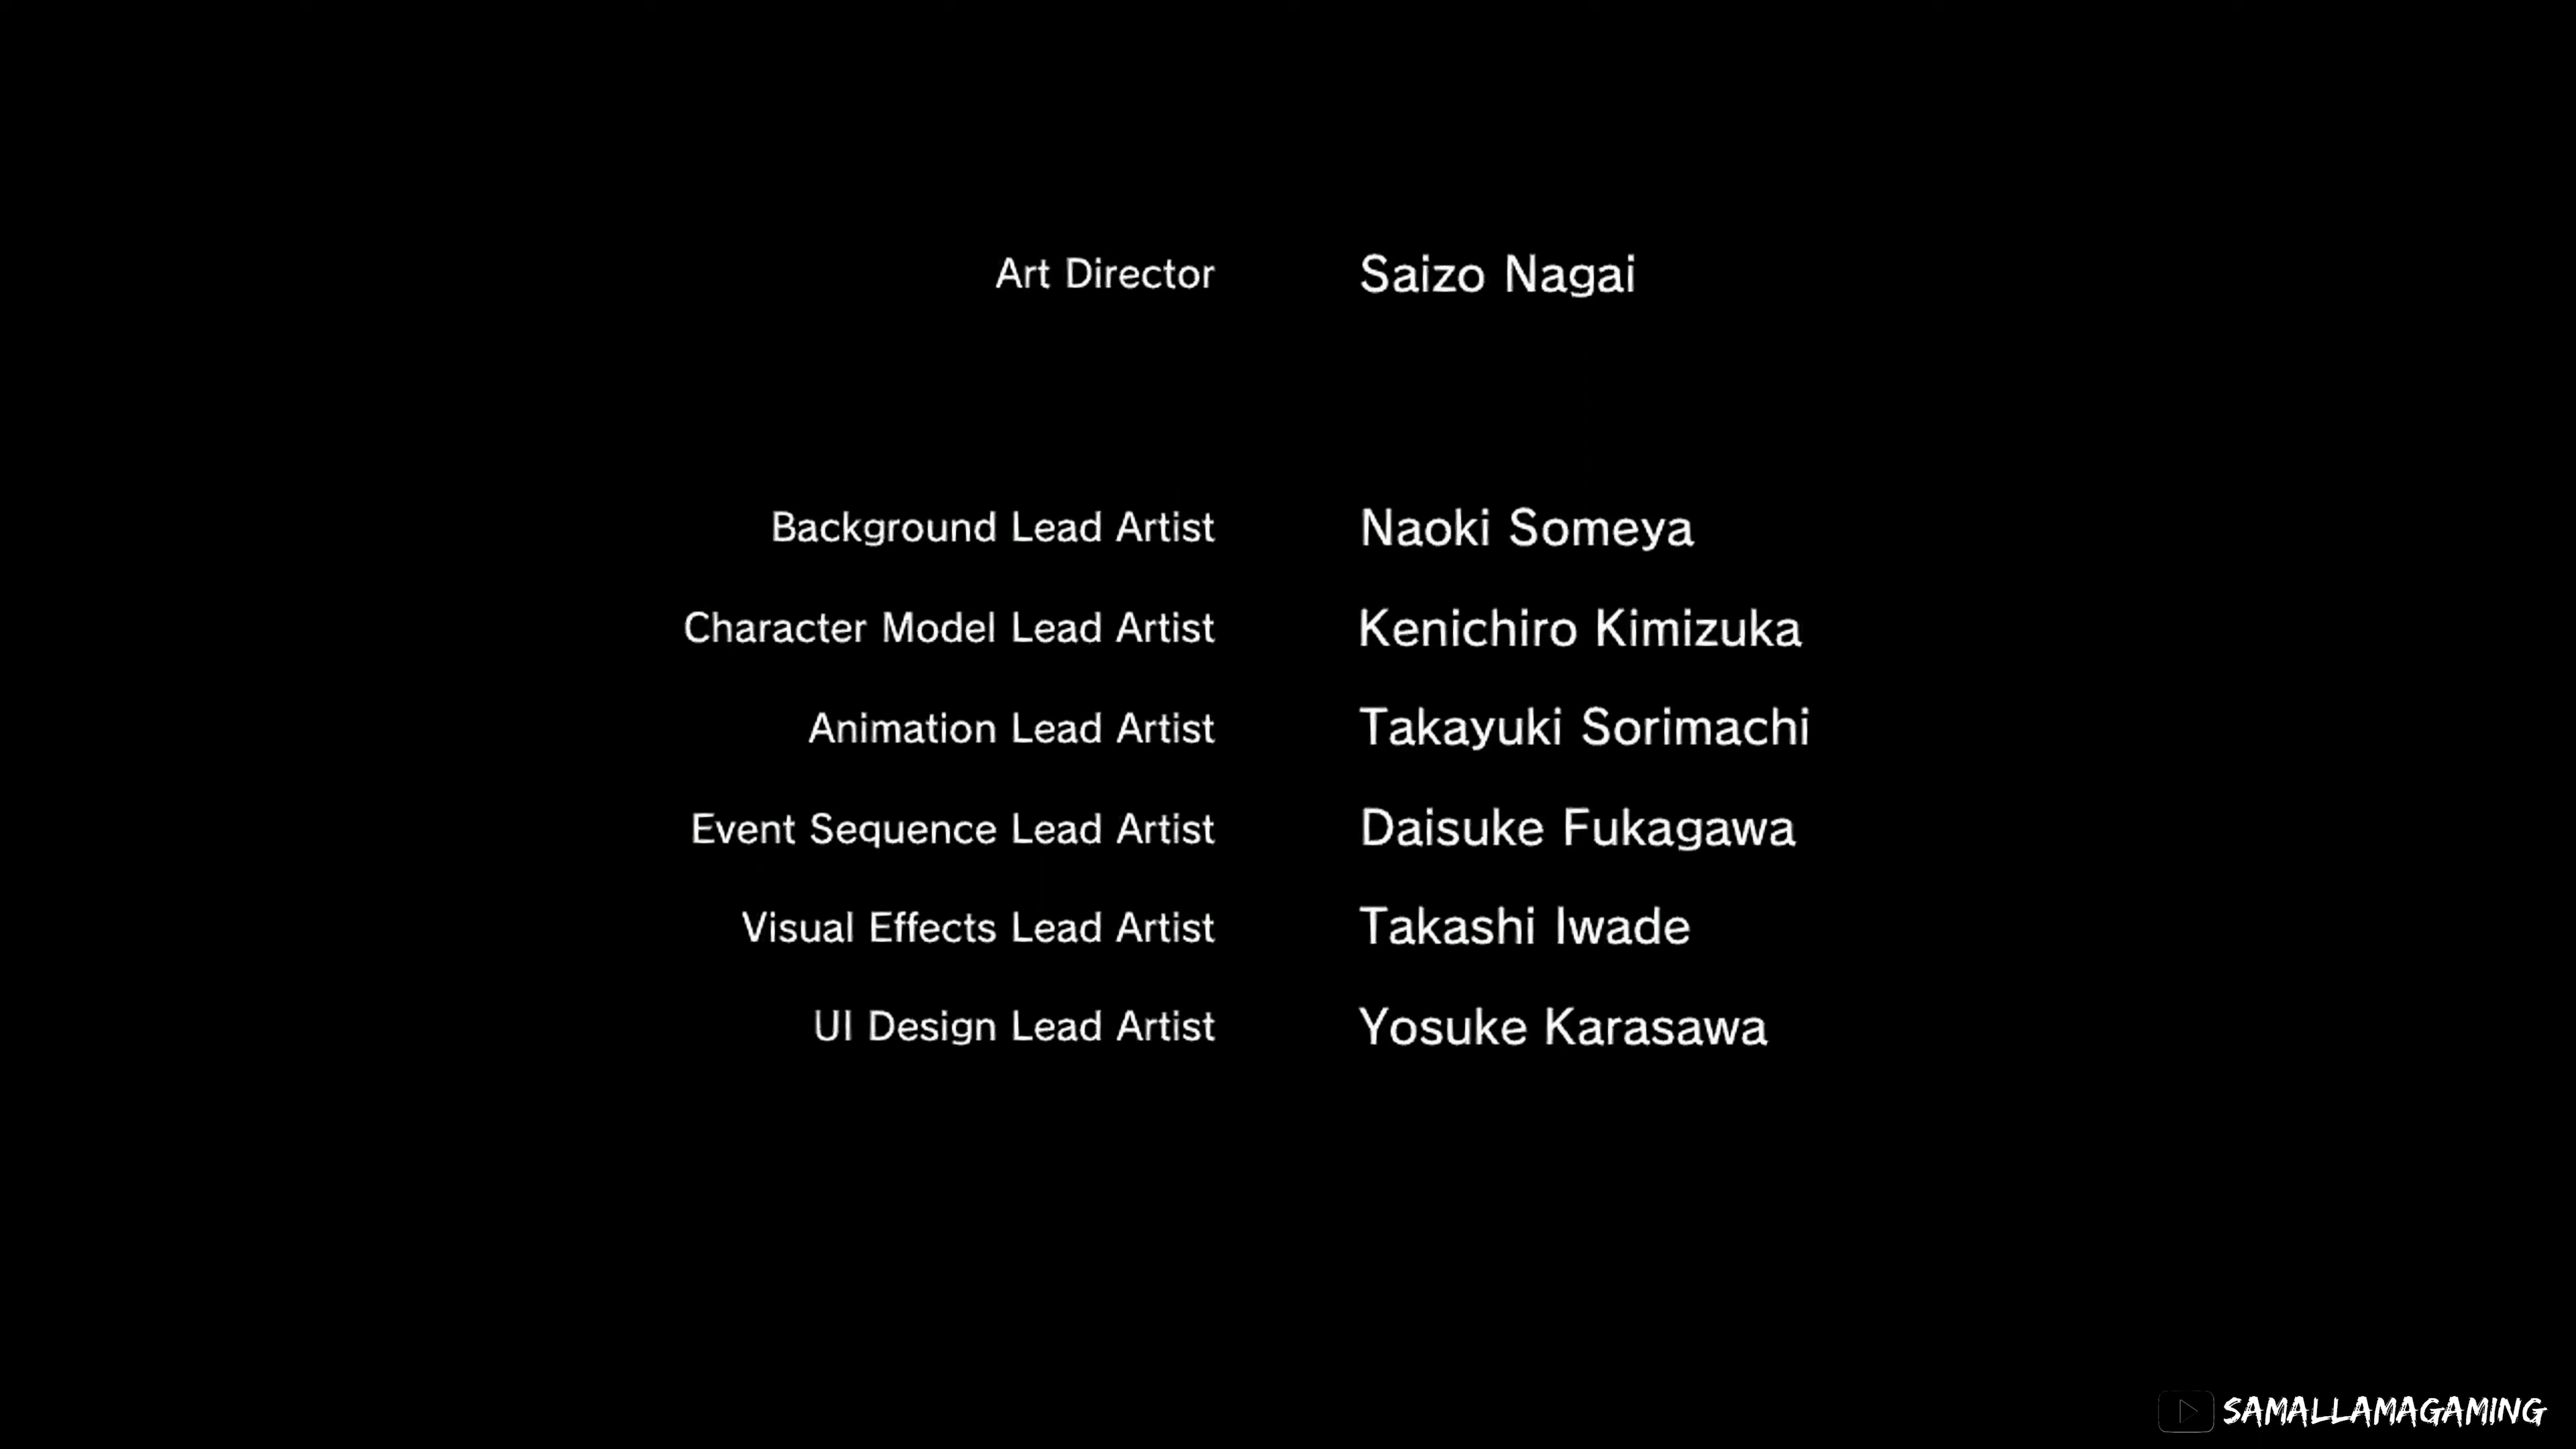 Art Director Saizo Nagai
Background Lead Artist Naoki Someya
Character Model Lead Artist Kenichiro Kimizuka
Animation Lead Artist Takayuki Sorimachi
Event Sequence Lead Artist Daisuke Fukagawa
Visual Effects Lead Artist Takashi Iwade
UI Design Lead Artist Yosuke Karasawa
SAMALLAMAGAMING